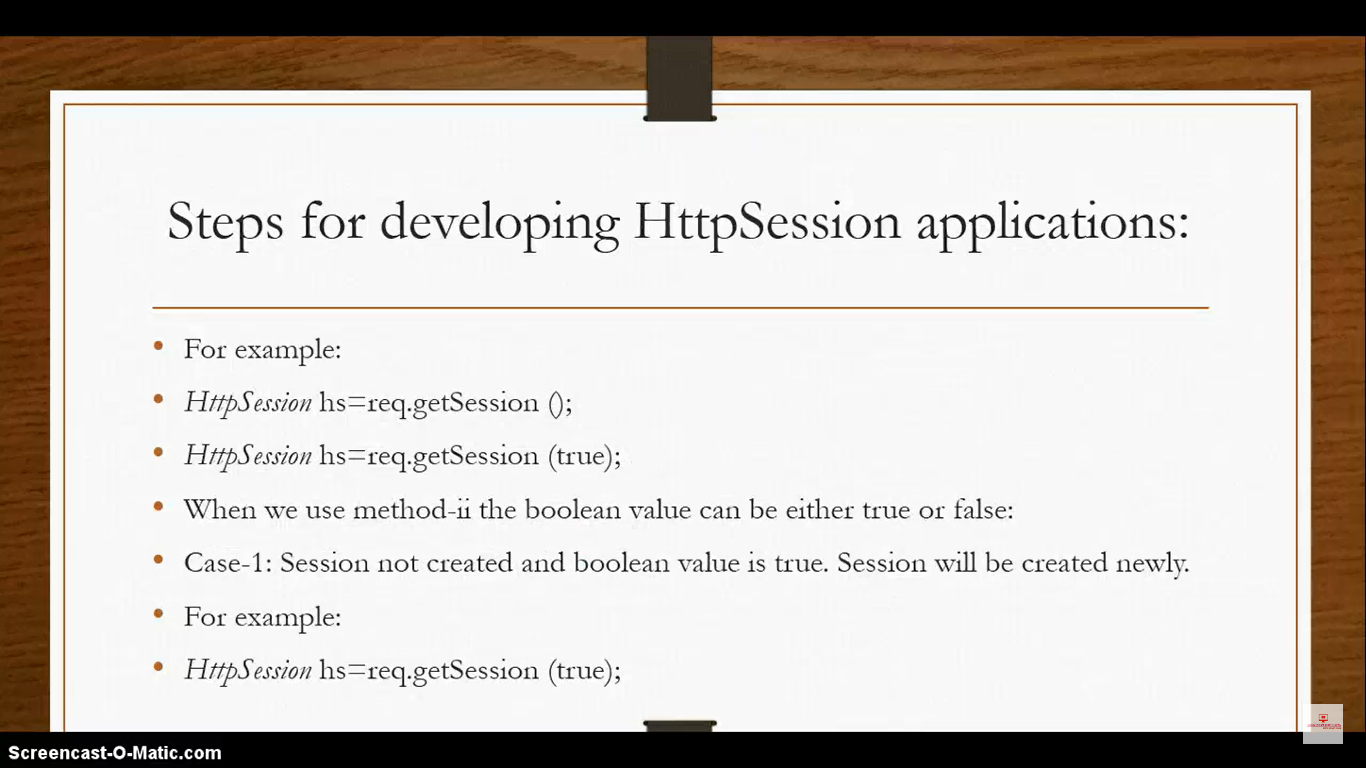 Steps for developing HttpSession applications:
• For example:
• HttpSession hs=req.getSession ();
• HttpSession hs=req.getSession (true);
• When we use method-ii the boolean value can be either true or false:
• Case-1: Session not created and boolean value is true. Session will be created newly.
• For example:
• HttpSession hs=req.getSession (true);
Screencast-O-Matic.com